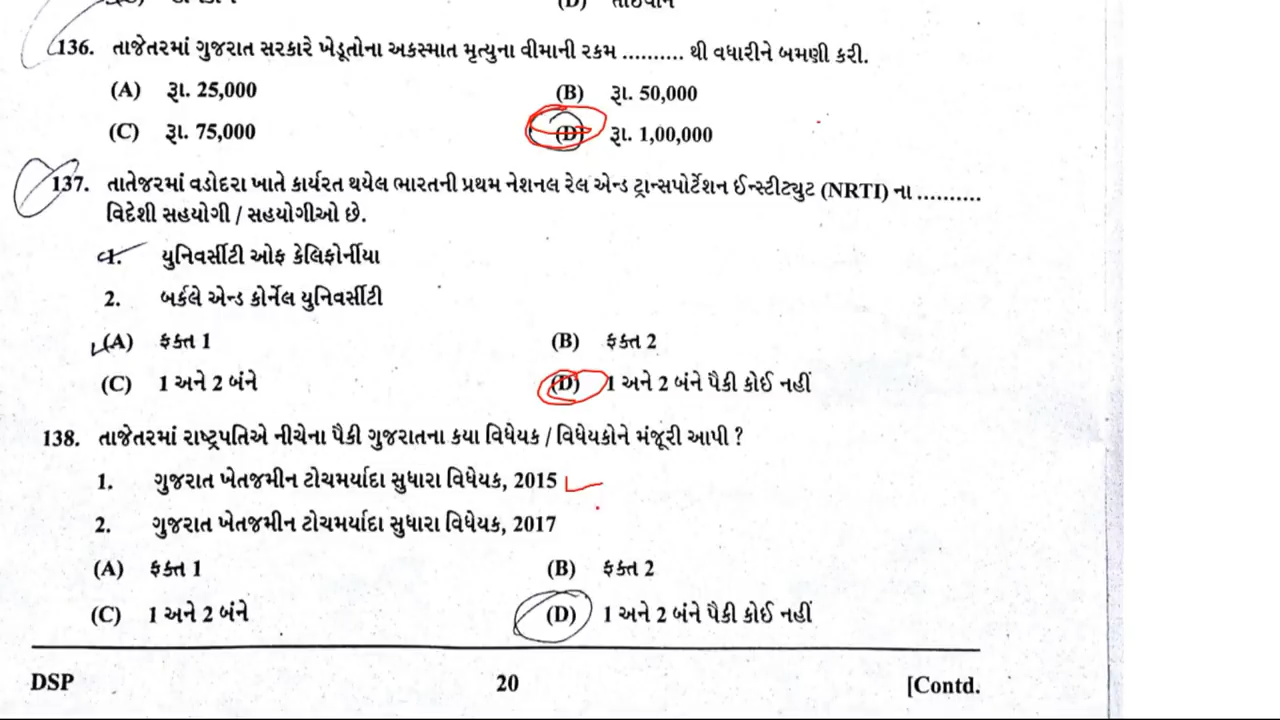 136. તાજેતરમાં ગુજરાત સરકારે ખેડૂતોના અકસ્માત મૃત્યુના વીમાની રકમ .......... થી વધારીને બમણી કરી.
(A) રૂા. 25,000 (B) રૂા. 50,000
(C) રૂા. 75,000 (D) રૂા. 1,00,000
137. તાતેજરમાં વડોદરા ખાતે કાર્યરત થયેલ ભારતની પ્રથમ નેશનલ રેલ એન્ડ ટ્રાન્સપોર્ટેશન ઈન્સ્ટીટ્યુટ (NRTI) ના ..........
વિદેશી સહયોગી / સહયોગીઓ છે.
1. યુનિવર્સીટી ઓફ કેલિફોર્નીયા
2. બર્કલે એન્ડ કોર્નેલ યુનિવર્સીટી
(A) ફક્ત 1 (B) ફક્ત 2
(C) 1 અને 2 બંને (D) 1 અને 2 બંને પૈકી કોઈ નહીં
138. તાજેતરમાં રાષ્ટ્રપતિએ નીચેના પૈકી ગુજરાતના કયા વિધેયક / વિધેયકોને મંજૂરી આપી ?
1. ગુજરાત ખેતજમીન ટોચમર્યાદા સુધારા વિધેયક, 2015
2. ગુજરાત ખેતજમીન ટોચમર્યાદા સુધારા વિધેયક, 2017
(A) ફક્ત 1 (B) ફક્ત 2
(C) 1 અને 2 બંને (D) 1 અને 2 બંને પૈકી કોઈ નહીં
DSP 20 [Contd.